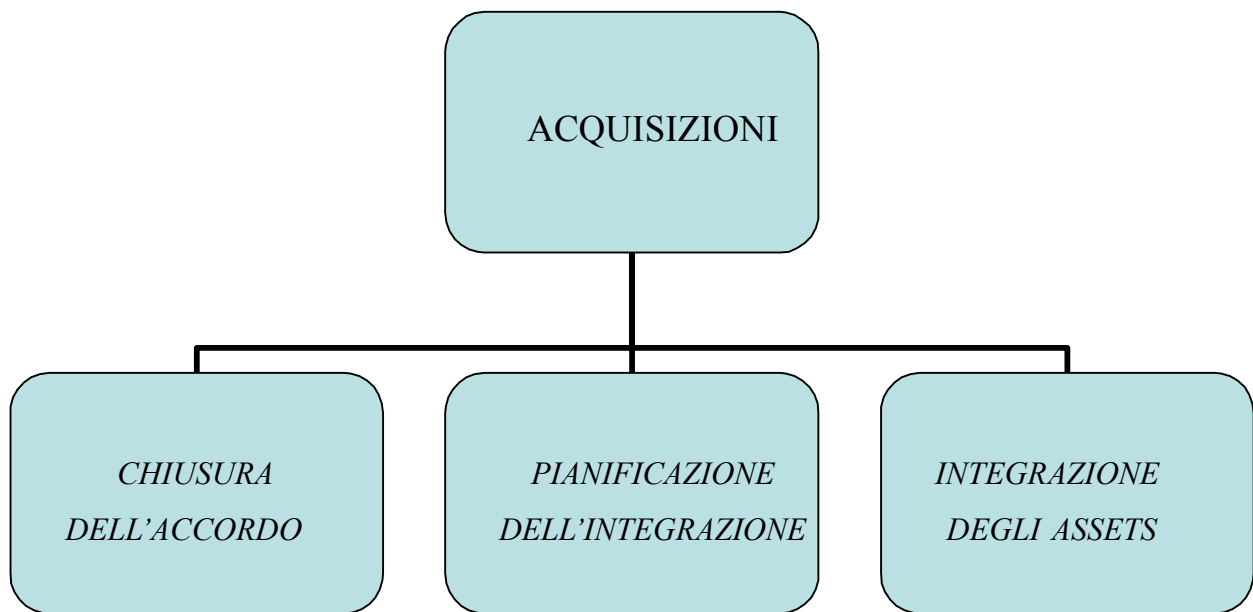 ACQUISIZIONI
CHIUSURA
DELL’ACCORDO
PIANIFICAZIONE
DELL’INTEGRAZIONE
INTEGRAZIONE
DEGLI ASSETS